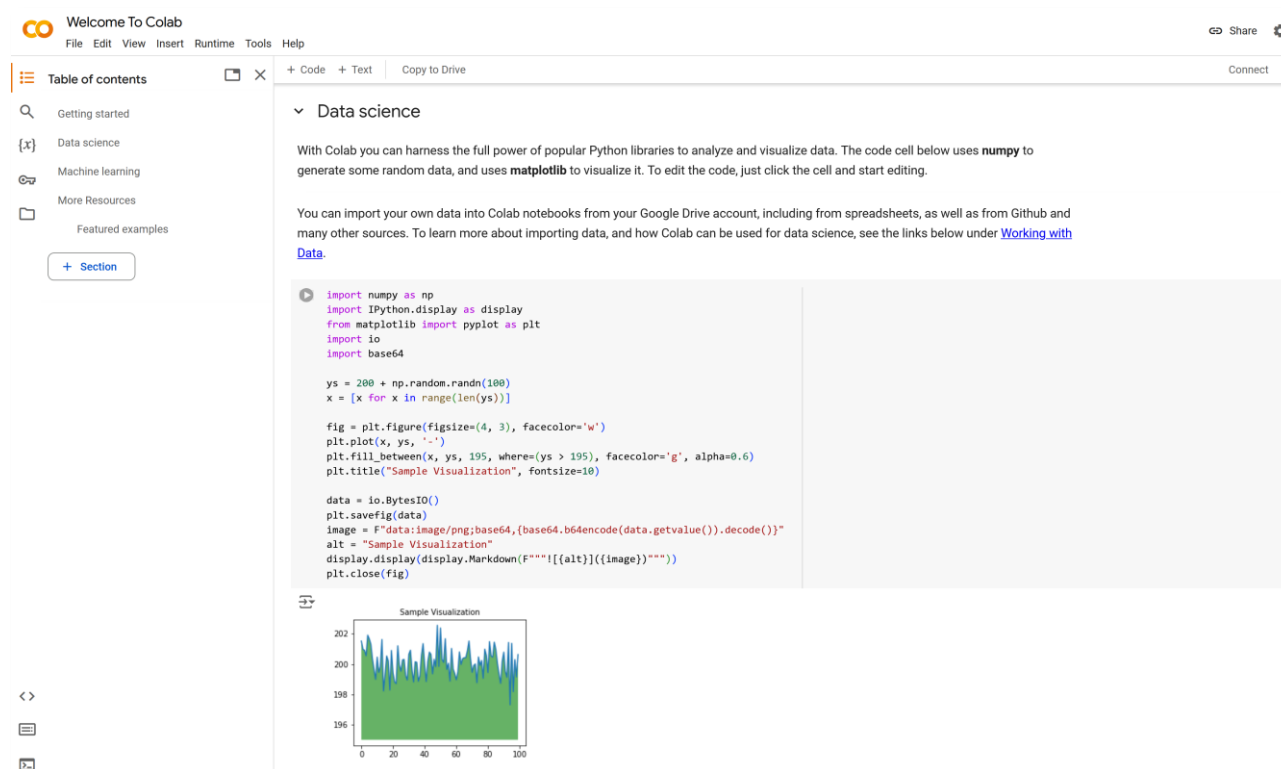 Welcome To Colab
File Edit View Insert Runtime Tools Help
Share
Table of contents
Getting started
Data science
Machine learning
More Resources
Featured examples
+ Section
{x}
+ Code + Text Copy to Drive
Connect
Data science
With Colab you can harness the full power of popular Python libraries to analyze and visualize data. The code cell below uses numpy to
generate some random data, and uses matplotlib to visualize it. To edit the code, just click the cell and start editing.
You can import your own data into Colab notebooks from your Google Drive account, including from spreadsheets, as well as from Github and
many other sources. To learn more about importing data, and how Colab can be used for data science, see the links below under Working with
Data.
import numpy as np
import IPython.display as display
from matplotlib import pyplot as plt
import io
import base64
ys = 200 + np.random.randn(100)
x = [x for x in range(len(ys))]
fig = plt.figure(figsize=(4, 3), facecolor='w')
plt.plot(x, ys, '-')
plt.fill_between(x, ys, 195, where=(ys > 195), facecolor='g', alpha=0.6)
plt.title("Sample Visualization", fontsize=10)
data = io.BytesIO()
plt.savefig(data)
image = F"data:image/png;base64,{base64.b64encode(data.getvalue()).decode()}"
alt = "Sample Visualization"
display.display(display.Markdown(F"""![{alt}]({image})"""))
plt.close(fig)
Sample Visualization
202
200
198
196
0 20 40 60 80 100